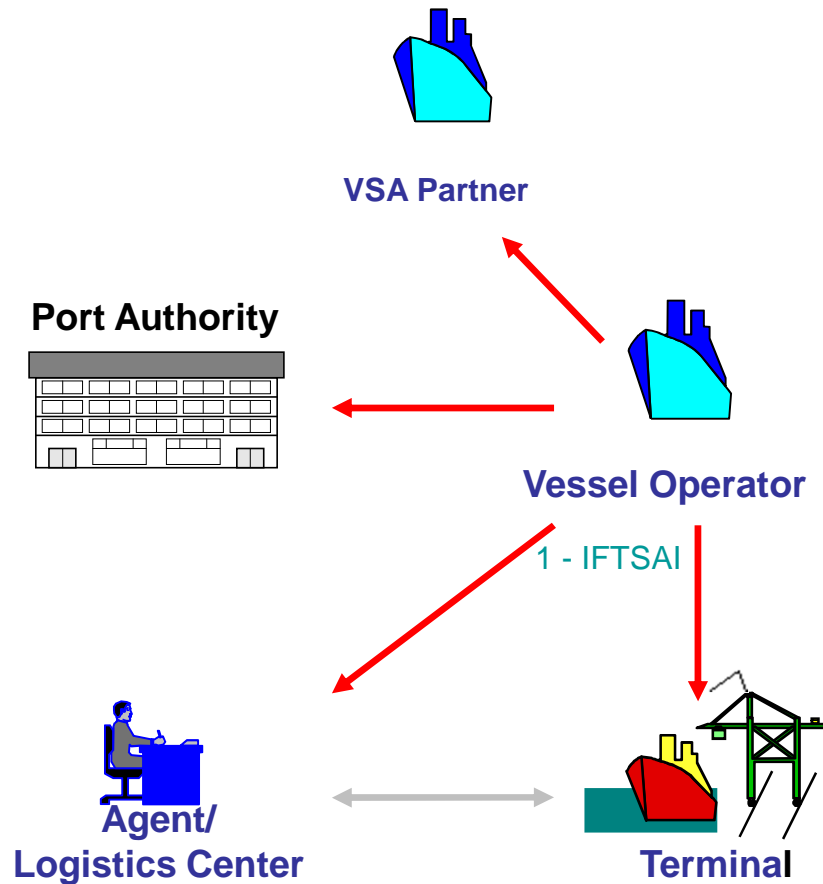 VSA Partner
Port Authority
Vessel Operator
1 - IFTSAI
Agent/
Logistics Center
Terminal